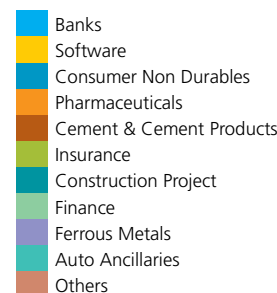 Banks
Software
Consumer Non Durables
Pharmaceuticals
Cement & Cement Products
Insurance
Construction Project
Finance
Ferrous Metals
Auto Ancillaries
Others